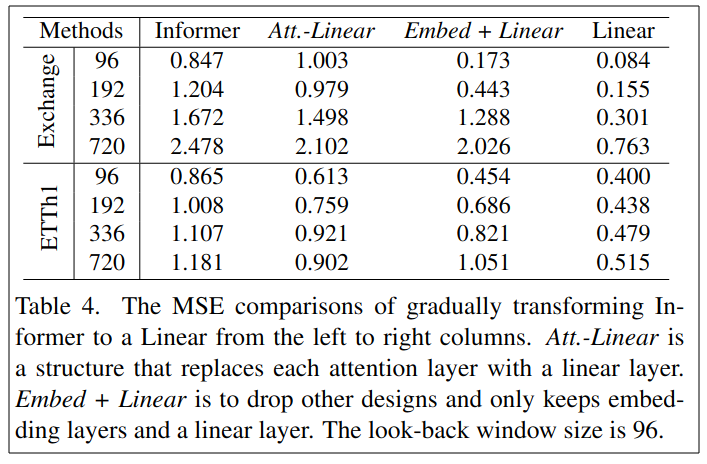 Methods Informer Att.-Linear Embed + Linear Linear
Exchange
96 0.847 1.003 0.173 0.084
192 1.204 0.979 0.443 0.155
336 1.672 1.498 1.288 0.301
720 2.478 2.102 2.026 0.763
ETTh1
96 0.865 0.613 0.454 0.400
192 1.008 0.759 0.686 0.438
336 1.107 0.921 0.821 0.479
720 1.181 0.902 1.051 0.515
Table 4. The MSE comparisons of gradually transforming In-
former to a Linear from the left to right columns. Att.-Linear is
a structure that replaces each attention layer with a linear layer.
Embed + Linear is to drop other designs and only keeps embed-
ding layers and a linear layer. The look-back window size is 96.